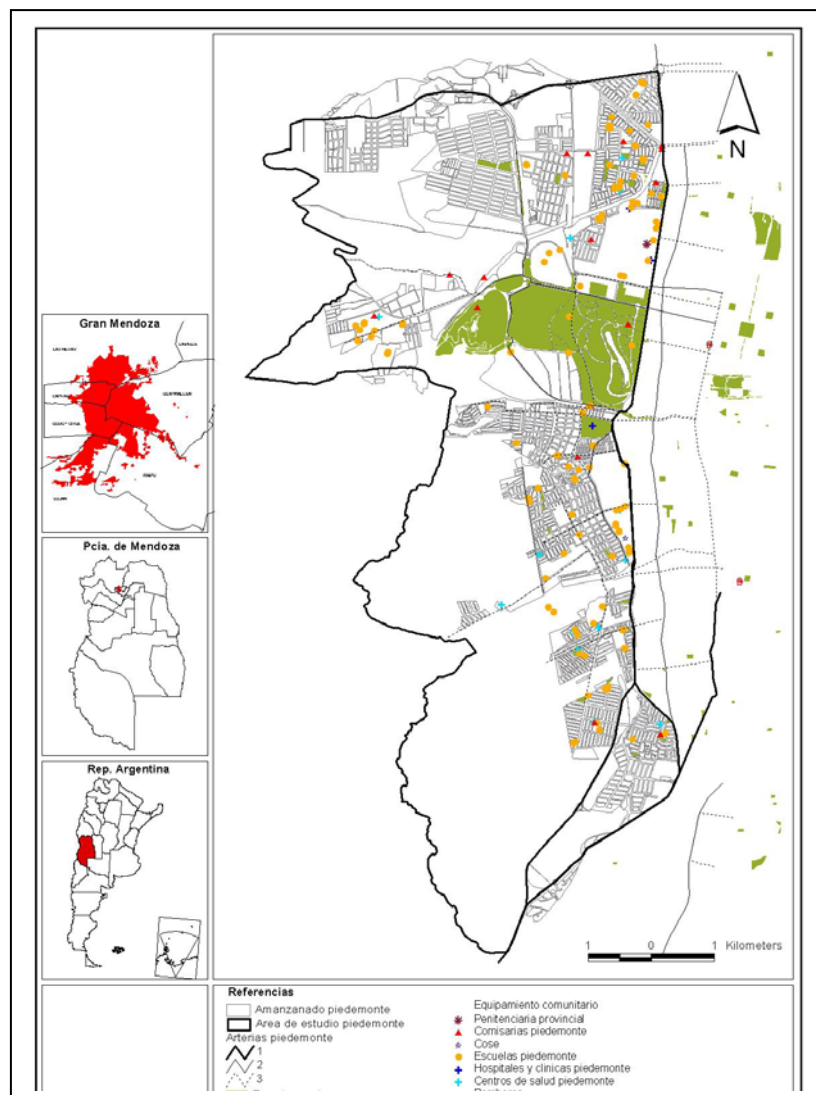 N
Gran Mendoza
Pcia. de Mendoza
Rep. Argentina
1 0 1 Kilometers
Referencias
Amanzanado piedemonte
Area de estudio piedemonte
Arterias piedemonte
1
2
3
Equipamiento comunitario
Penitenciaria provincial
Comisarias piedemonte
Cose
Escuelas piedemonte
Hospitales y clinicas piedemonte
Centros de salud piedemonte